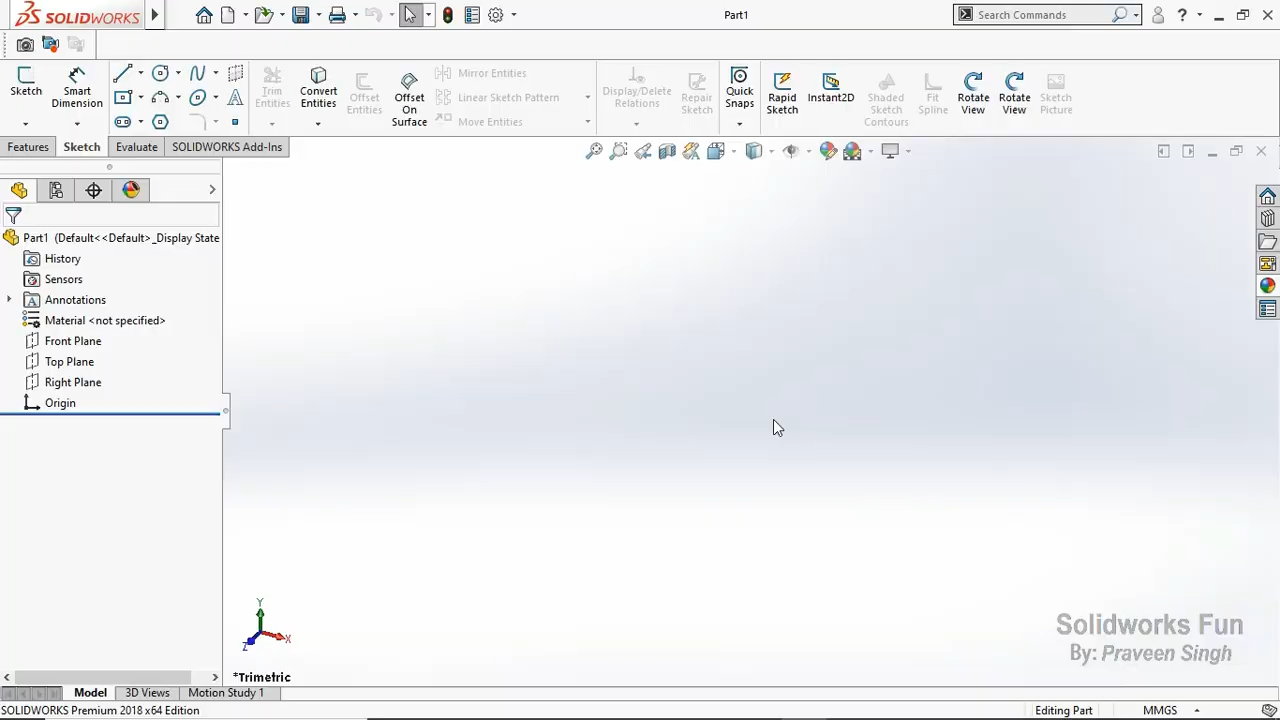 SOLIDWORKS
Part1
Search Commands
Sketch
Smart Dimension
Trim Entities
Convert Entities
Offset Entities
Offset On Surface
Mirror Entities
Linear Sketch Pattern
Move Entities
Display/Delete Relations
Repair Sketch
Quick Snaps
Rapid Sketch
Instant2D
Shaded Sketch Contours
Fit Spline
Rotate View
Rotate View
Sketch Picture
Features
Sketch
Evaluate
SOLIDWORKS Add-Ins
Part1 (Default<<Default>_Display State
History
Sensors
Annotations
Material <not specified>
Front Plane
Top Plane
Right Plane
Origin
Y
X
Z
*Trimetric
Solidworks Fun
By: Praveen Singh
Model
3D Views
Motion Study 1
SOLIDWORKS Premium 2018 x64 Edition
Editing Part
MMGS